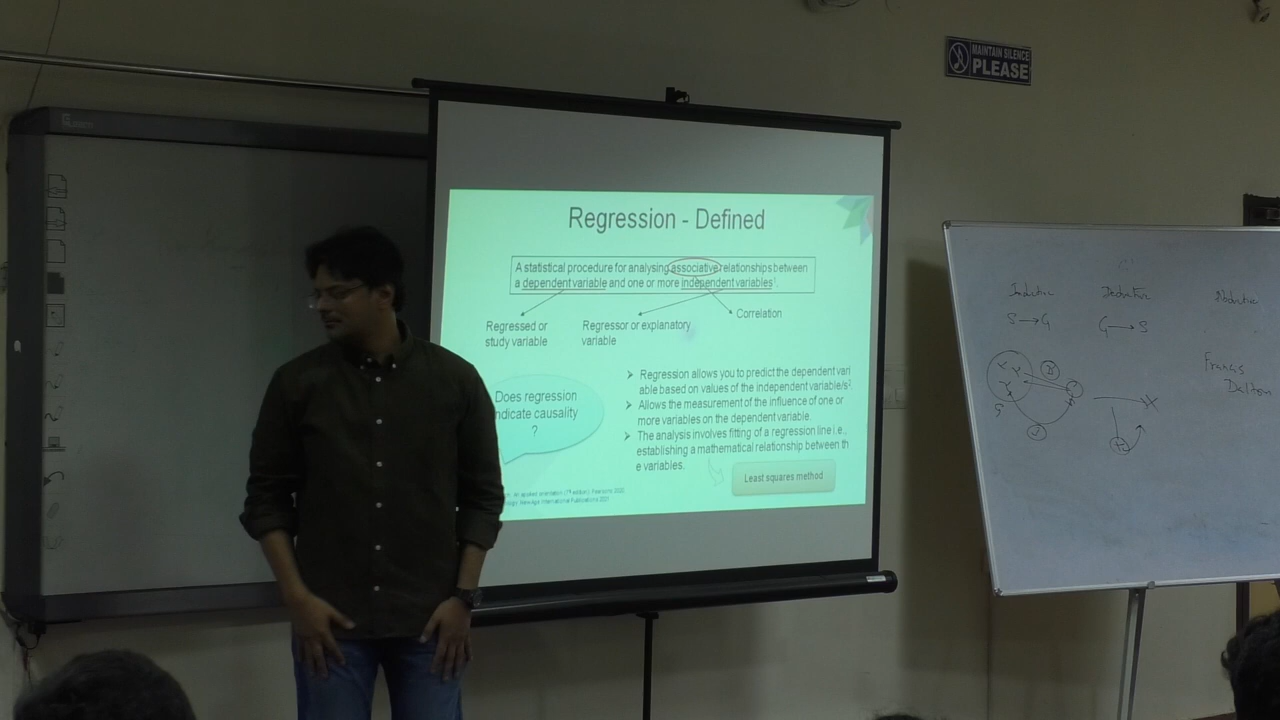 MAINTAIN SILENCE
PLEASE
Regression - Defined
A statistical procedure for analysing associative relationships between
a dependent variable and one or more independent variables¹.
Regressed or
study variable
Regressor or explanatory
variable
Correlation
Does regression
indicate causality
?
➤ Regression allows you to predict the dependent vari
able based on values of the independent variable/s²
➤ Allows the measurement of the influence of one or
more variables on the dependent variable.
➤ The analysis involves fitting of a regression line i.e.,
establishing a mathematical relationship between th
e variables.
Least squares method
Inductive
Deductive
Abductive
S→G
G→S
Francis